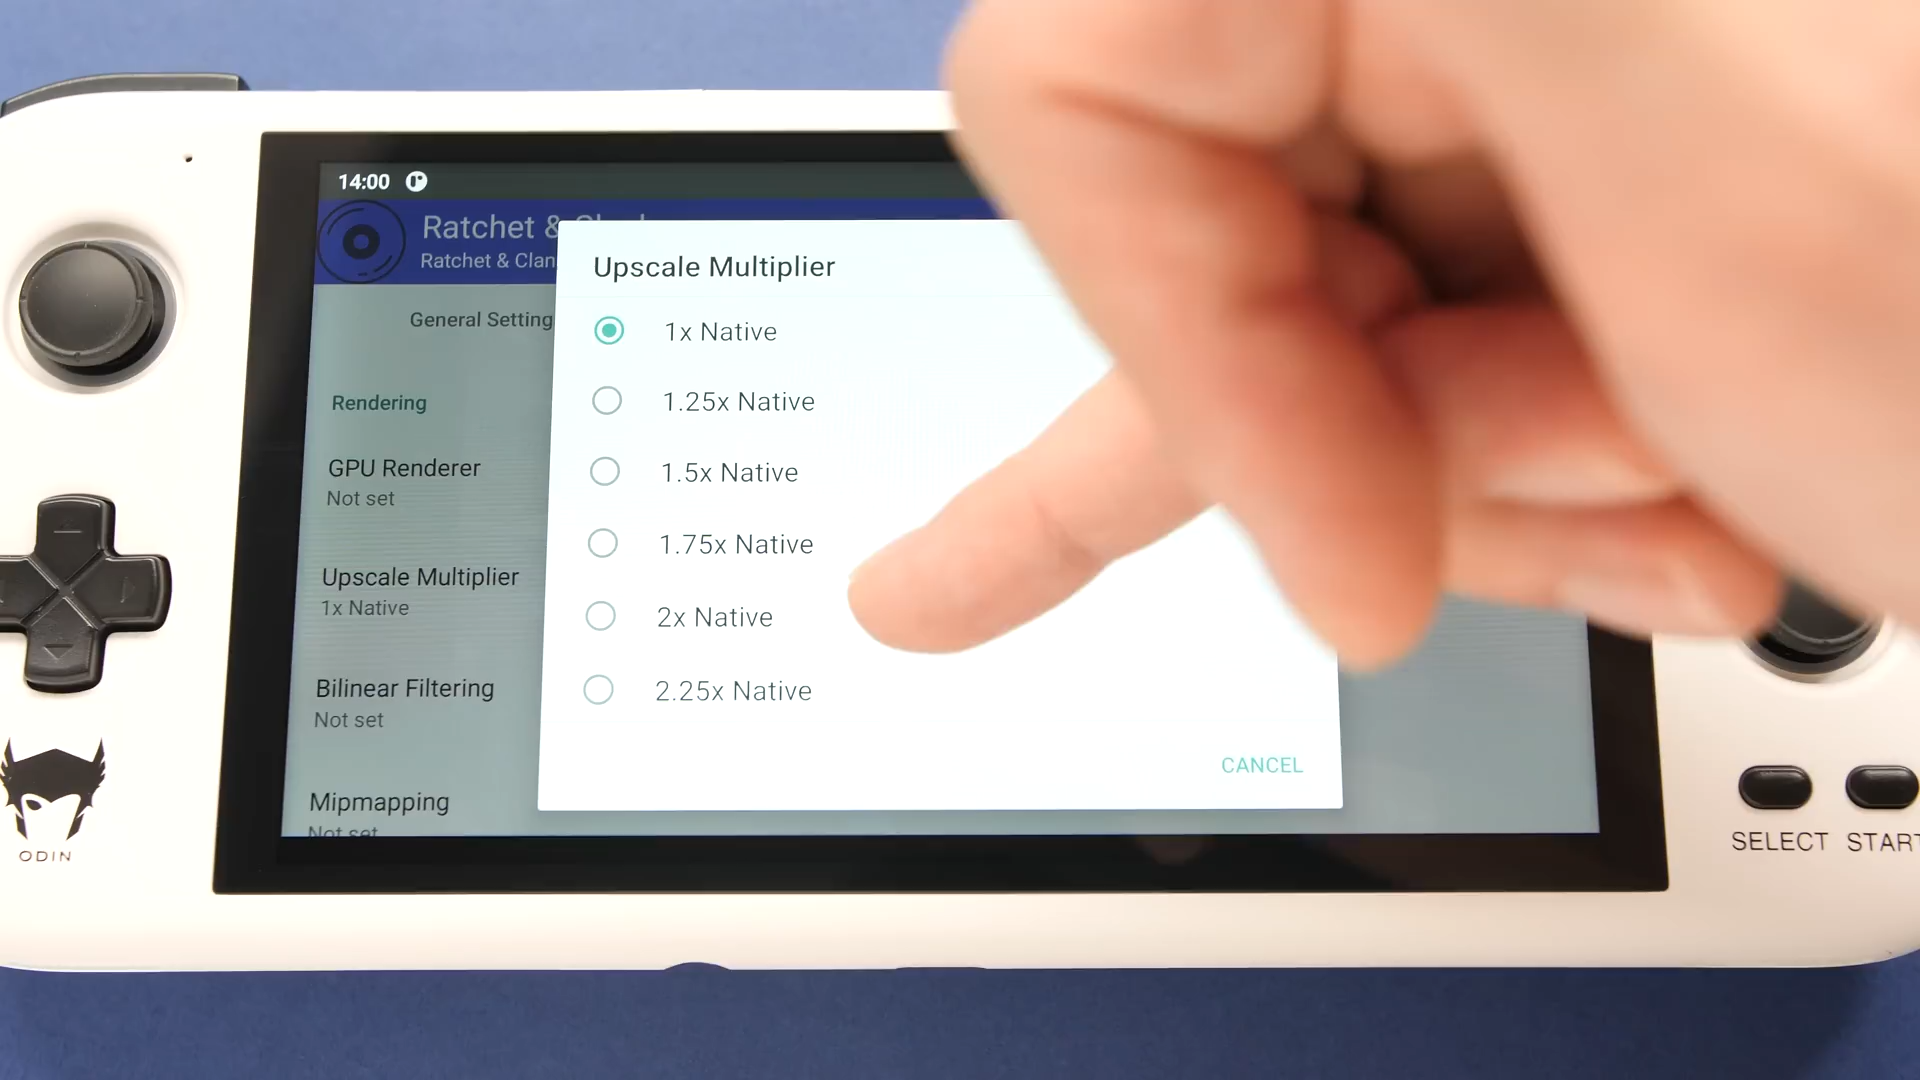 14:00
Ratchet &
Ratchet & Clan
General Setting
Rendering
GPU Renderer
Not set
Upscale Multiplier
1x Native
Bilinear Filtering
Not set
Mipmapping
Not set
Upscale Multiplier
1x Native
1.25x Native
1.5x Native
1.75x Native
2x Native
2.25x Native
CANCEL
ODIN
SELECT
START